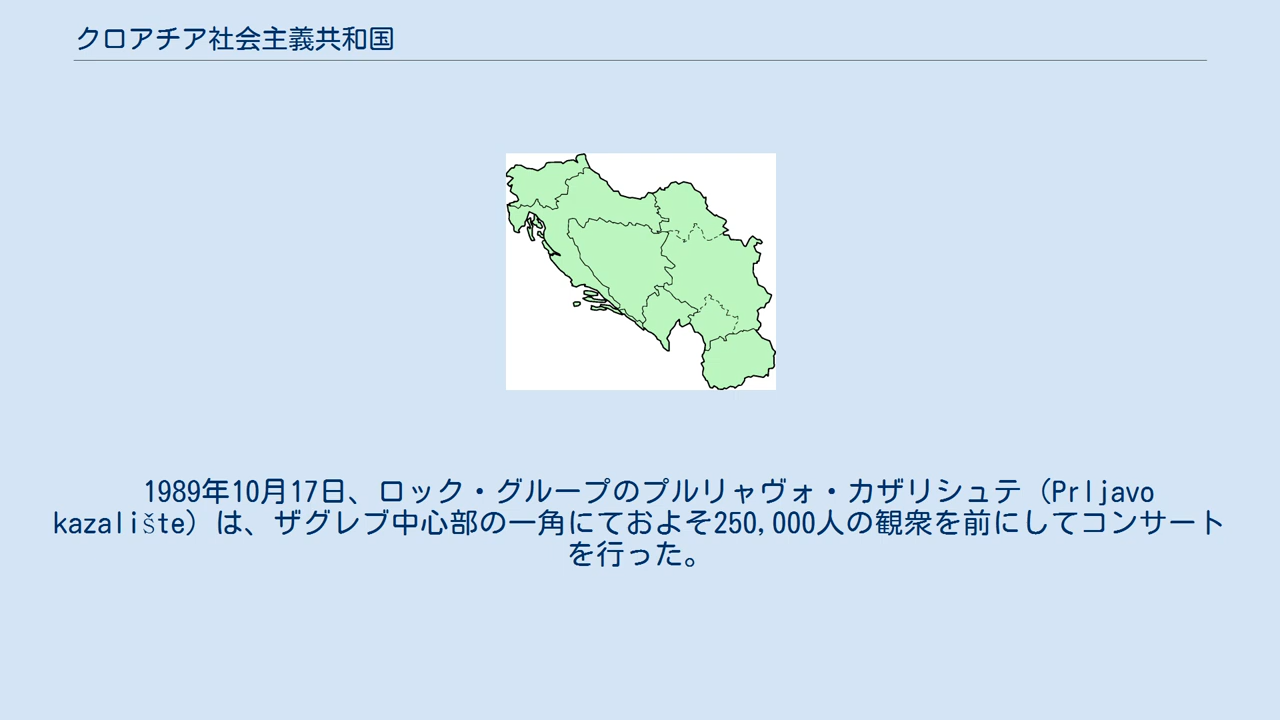 クロアチア社会主義共和国
1989年10月17日、ロック・グループのプルリャヴォ・カザリシュテ（Prljavo
kazalište）は、ザグレブ中心部の一角にておよそ250,000人の観衆を前にしてコンサート
を行った。